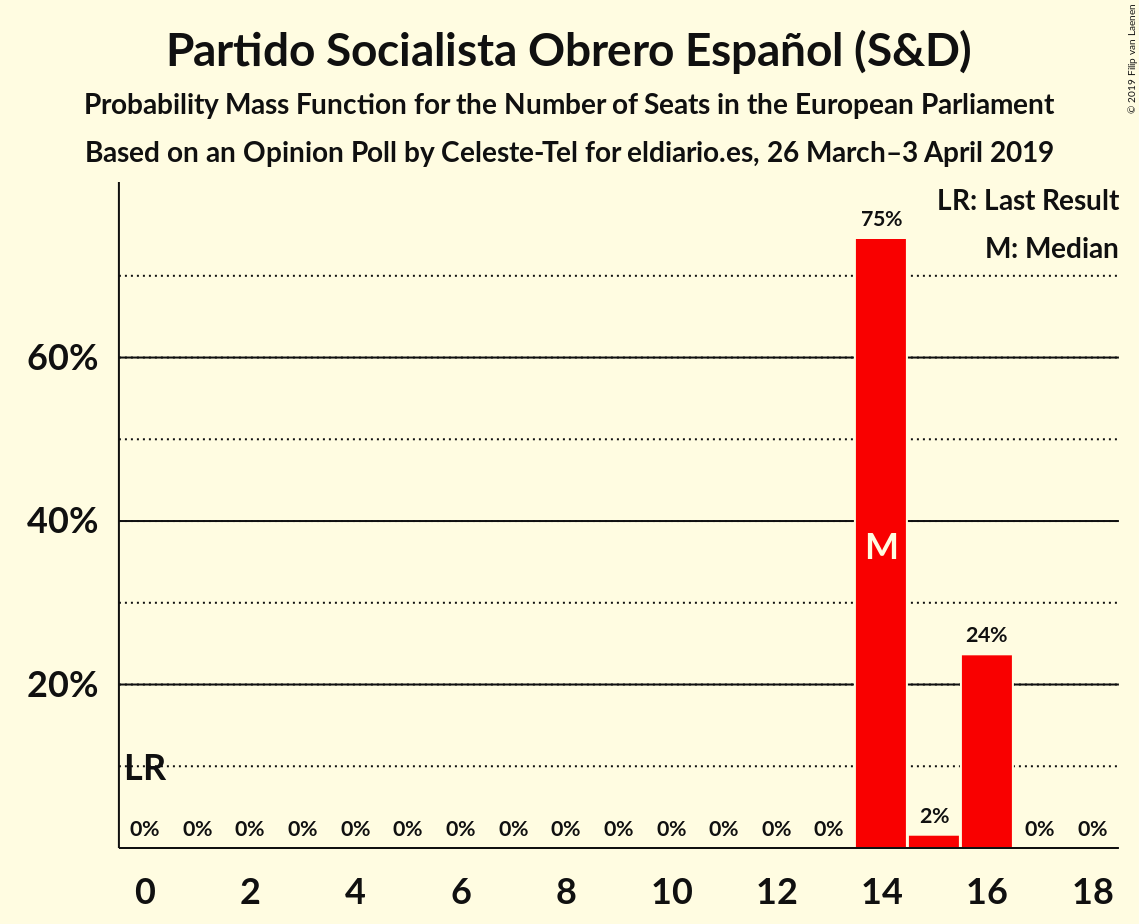 Partido Socialista Obrero Español (S&D)
Probability Mass Function for the Number of Seats in the European Parliament
Based on an Opinion Poll by Celeste-Tel for eldiario.es, 26 March–3 April 2019
© 2019 Filip van Laenen
LR: Last Result
M: Median
75%
60%
40%
M
24%
20%
LR
2%
0% 0% 0% 0% 0% 0% 0% 0% 0% 0% 0% 0% 0% 0% 0% 0%
0 2 4 6 8 10 12 14 16 18